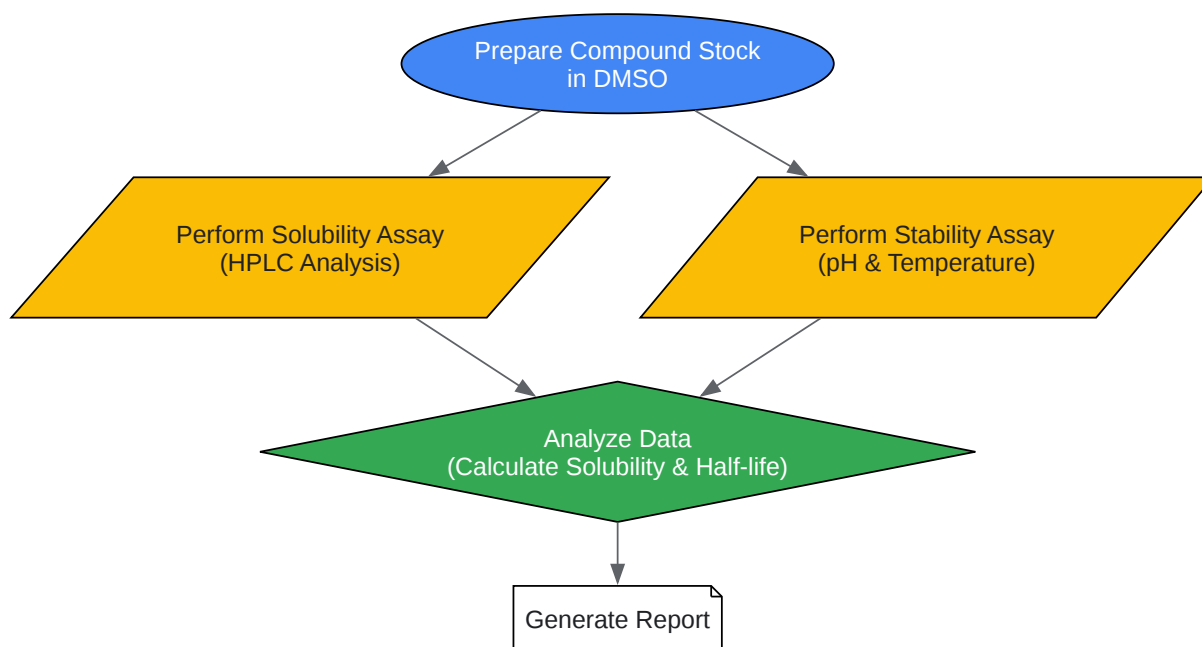 Prepare Compound Stock
in DMSO
Perform Solubility Assay
(HPLC Analysis)
Perform Stability Assay
(pH & Temperature)
Analyze Data
(Calculate Solubility & Half-life)
Generate Report